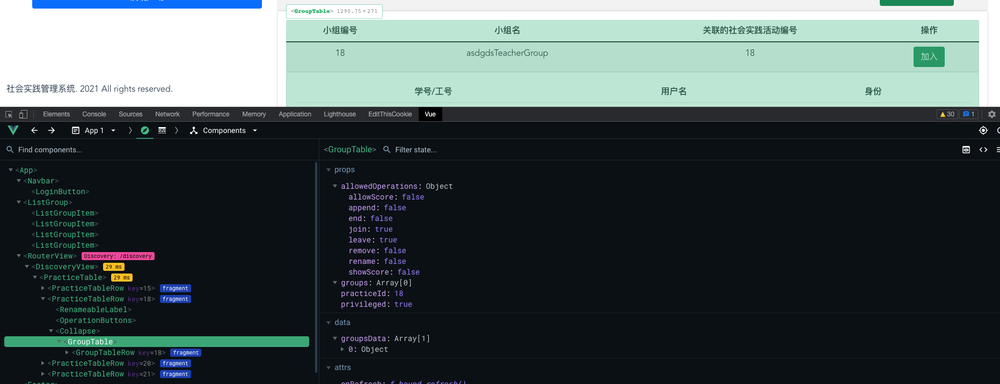 <GroupTable> 1290.75 × 271
小组编号 小组名 关联的社会实践活动编号 操作
18 asdgdsTeacherGroup 18 加入
社会实践管理系统. 2021 All rights reserved.
学号/工号 用户名 身份
Elements Console Sources Network Performance Memory Application Lighthouse EditThisCookie Vue 30 1
App 1 Components
Find components...
<App>
<Navbar>
<LoginButton>
<ListGroup>
<ListGroupItem>
<ListGroupItem>
<ListGroupItem>
<ListGroupItem>
<RouterView> Discovery: /discovery
<DiscoveryView> 29 ms
<PracticeTable> 29 ms
<PracticeTableRow key=15> fragment
<PracticeTableRow key=18> fragment
<RenameableLabel>
<OperationButtons>
<Collapse>
<GroupTable>
<GroupTableRow key=18> fragment
<PracticeTableRow key=20> fragment
<PracticeTableRow key=21> fragment
<GroupTable> Filter state...
props
allowedOperations: Object
allowScore: false
append: false
end: false
join: true
leave: true
remove: false
rename: false
showScore: false
groups: Array[0]
practiceId: 18
privileged: true
data
groupsData: Array[1]
0: Object
attrs
onRefresh: f bound refresh()